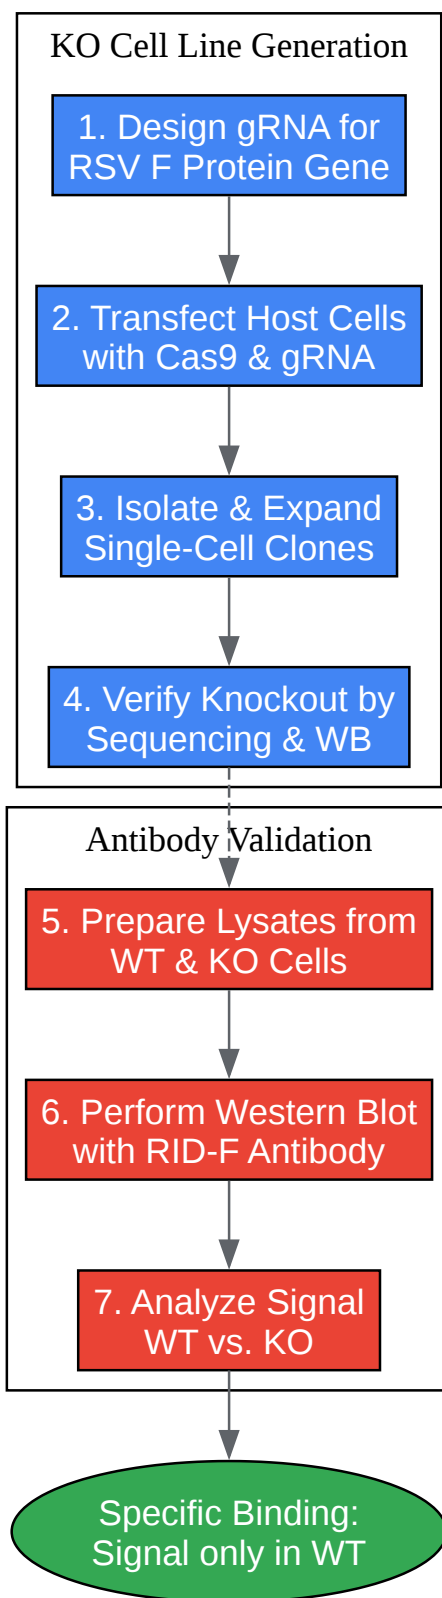 KO Cell Line Generation
1. Design gRNA for
RSV F Protein Gene
2. Transfect Host Cells
with Cas9 & gRNA
3. Isolate & Expand
Single-Cell Clones
4. Verify Knockout by
Sequencing & WB
Antibody Validation
5. Prepare Lysates from
WT & KO Cells
6. Perform Western Blot
with RID-F Antibody
7. Analyze Signal
WT vs. KO
Specific Binding:
Signal only in WT